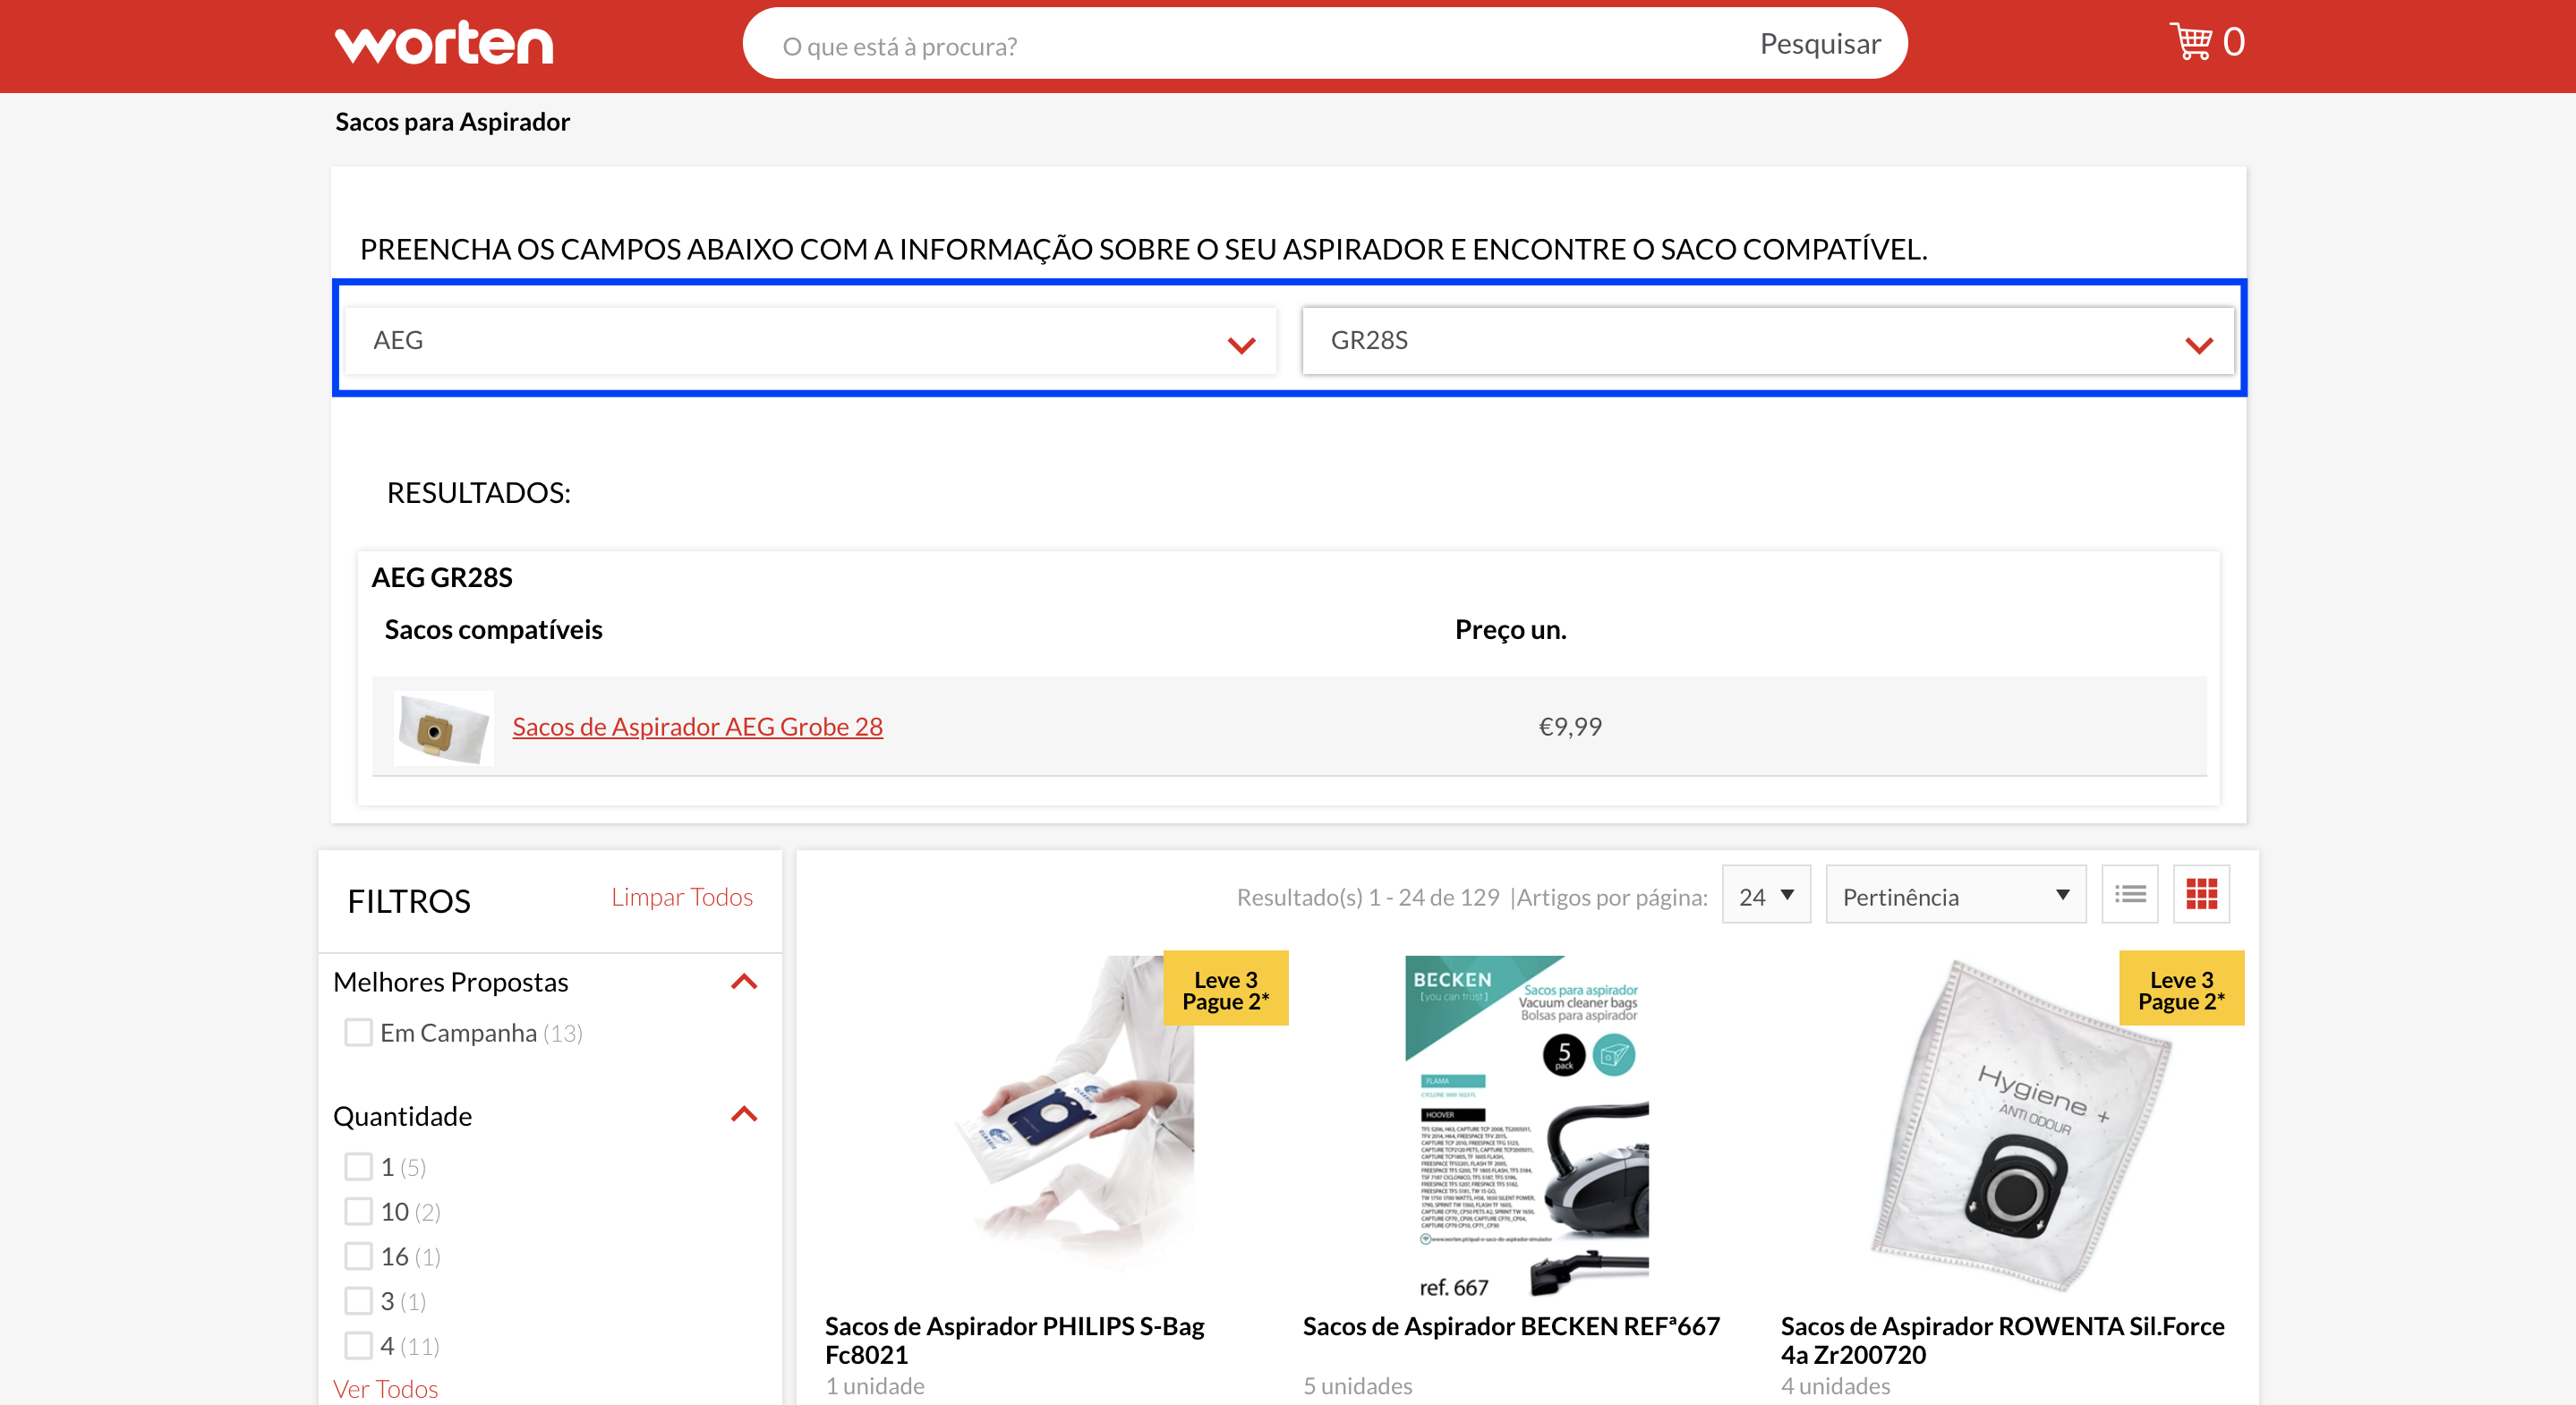 worten
O que está à procura?
Pesquisar
0
Sacos para Aspirador
PREENCHA OS CAMPOS ABAIXO COM A INFORMAÇÃO SOBRE O SEU ASPIRADOR E ENCONTRE O SACO COMPATÍVEL.
AEG
GR28S
RESULTADOS:
AEG GR28S
Sacos compatíveis
Preço un.
Sacos de Aspirador AEG Grobe 28
€9,99
FILTROS
Limpar Todos
Melhores Propostas
Em Campanha (13)
Quantidade
1 (5)
10 (2)
16 (1)
3 (1)
4 (11)
Ver Todos
Resultado(s) 1 - 24 de 129 |Artigos por página:
24
Pertinência
Leve 3
Pague 2*
CLASSIC
BECKEN
[you can trust]
Sacos para aspirador
Vacuum cleaner bags
Bolsas para aspirador
5
pack
FLAMA
HOOVER
ref. 667
Leve 3
Pague 2*
Hygiene +
ANTI ODOUR
Sacos de Aspirador PHILIPS S-Bag
Fc8021
1 unidade
Sacos de Aspirador BECKEN REFª667
5 unidades
Sacos de Aspirador ROWENTA Sil.Force
4a Zr200720
4 unidades